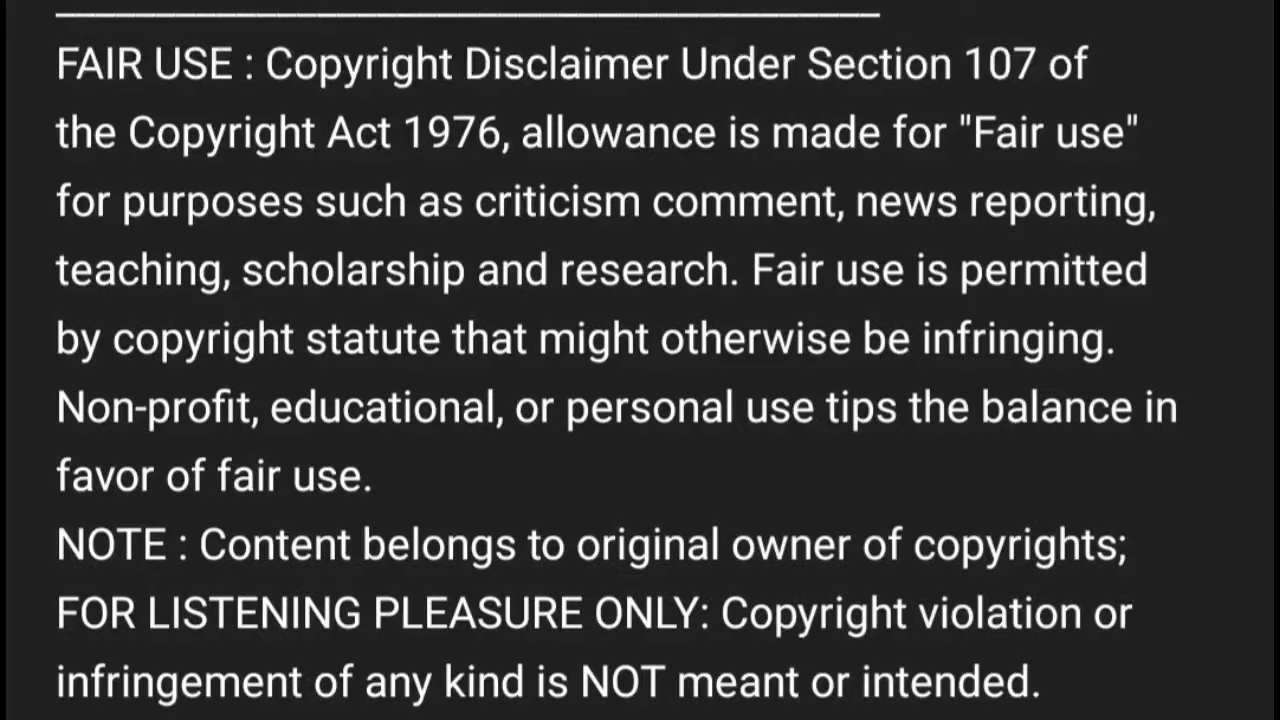 FAIR USE : Copyright Disclaimer Under Section 107 of
the Copyright Act 1976, allowance is made for "Fair use"
for purposes such as criticism comment, news reporting,
teaching, scholarship and research. Fair use is permitted
by copyright statute that might otherwise be infringing.
Non-profit, educational, or personal use tips the balance in
favor of fair use.
NOTE : Content belongs to original owner of copyrights;
FOR LISTENING PLEASURE ONLY: Copyright violation or
infringement of any kind is NOT meant or intended.